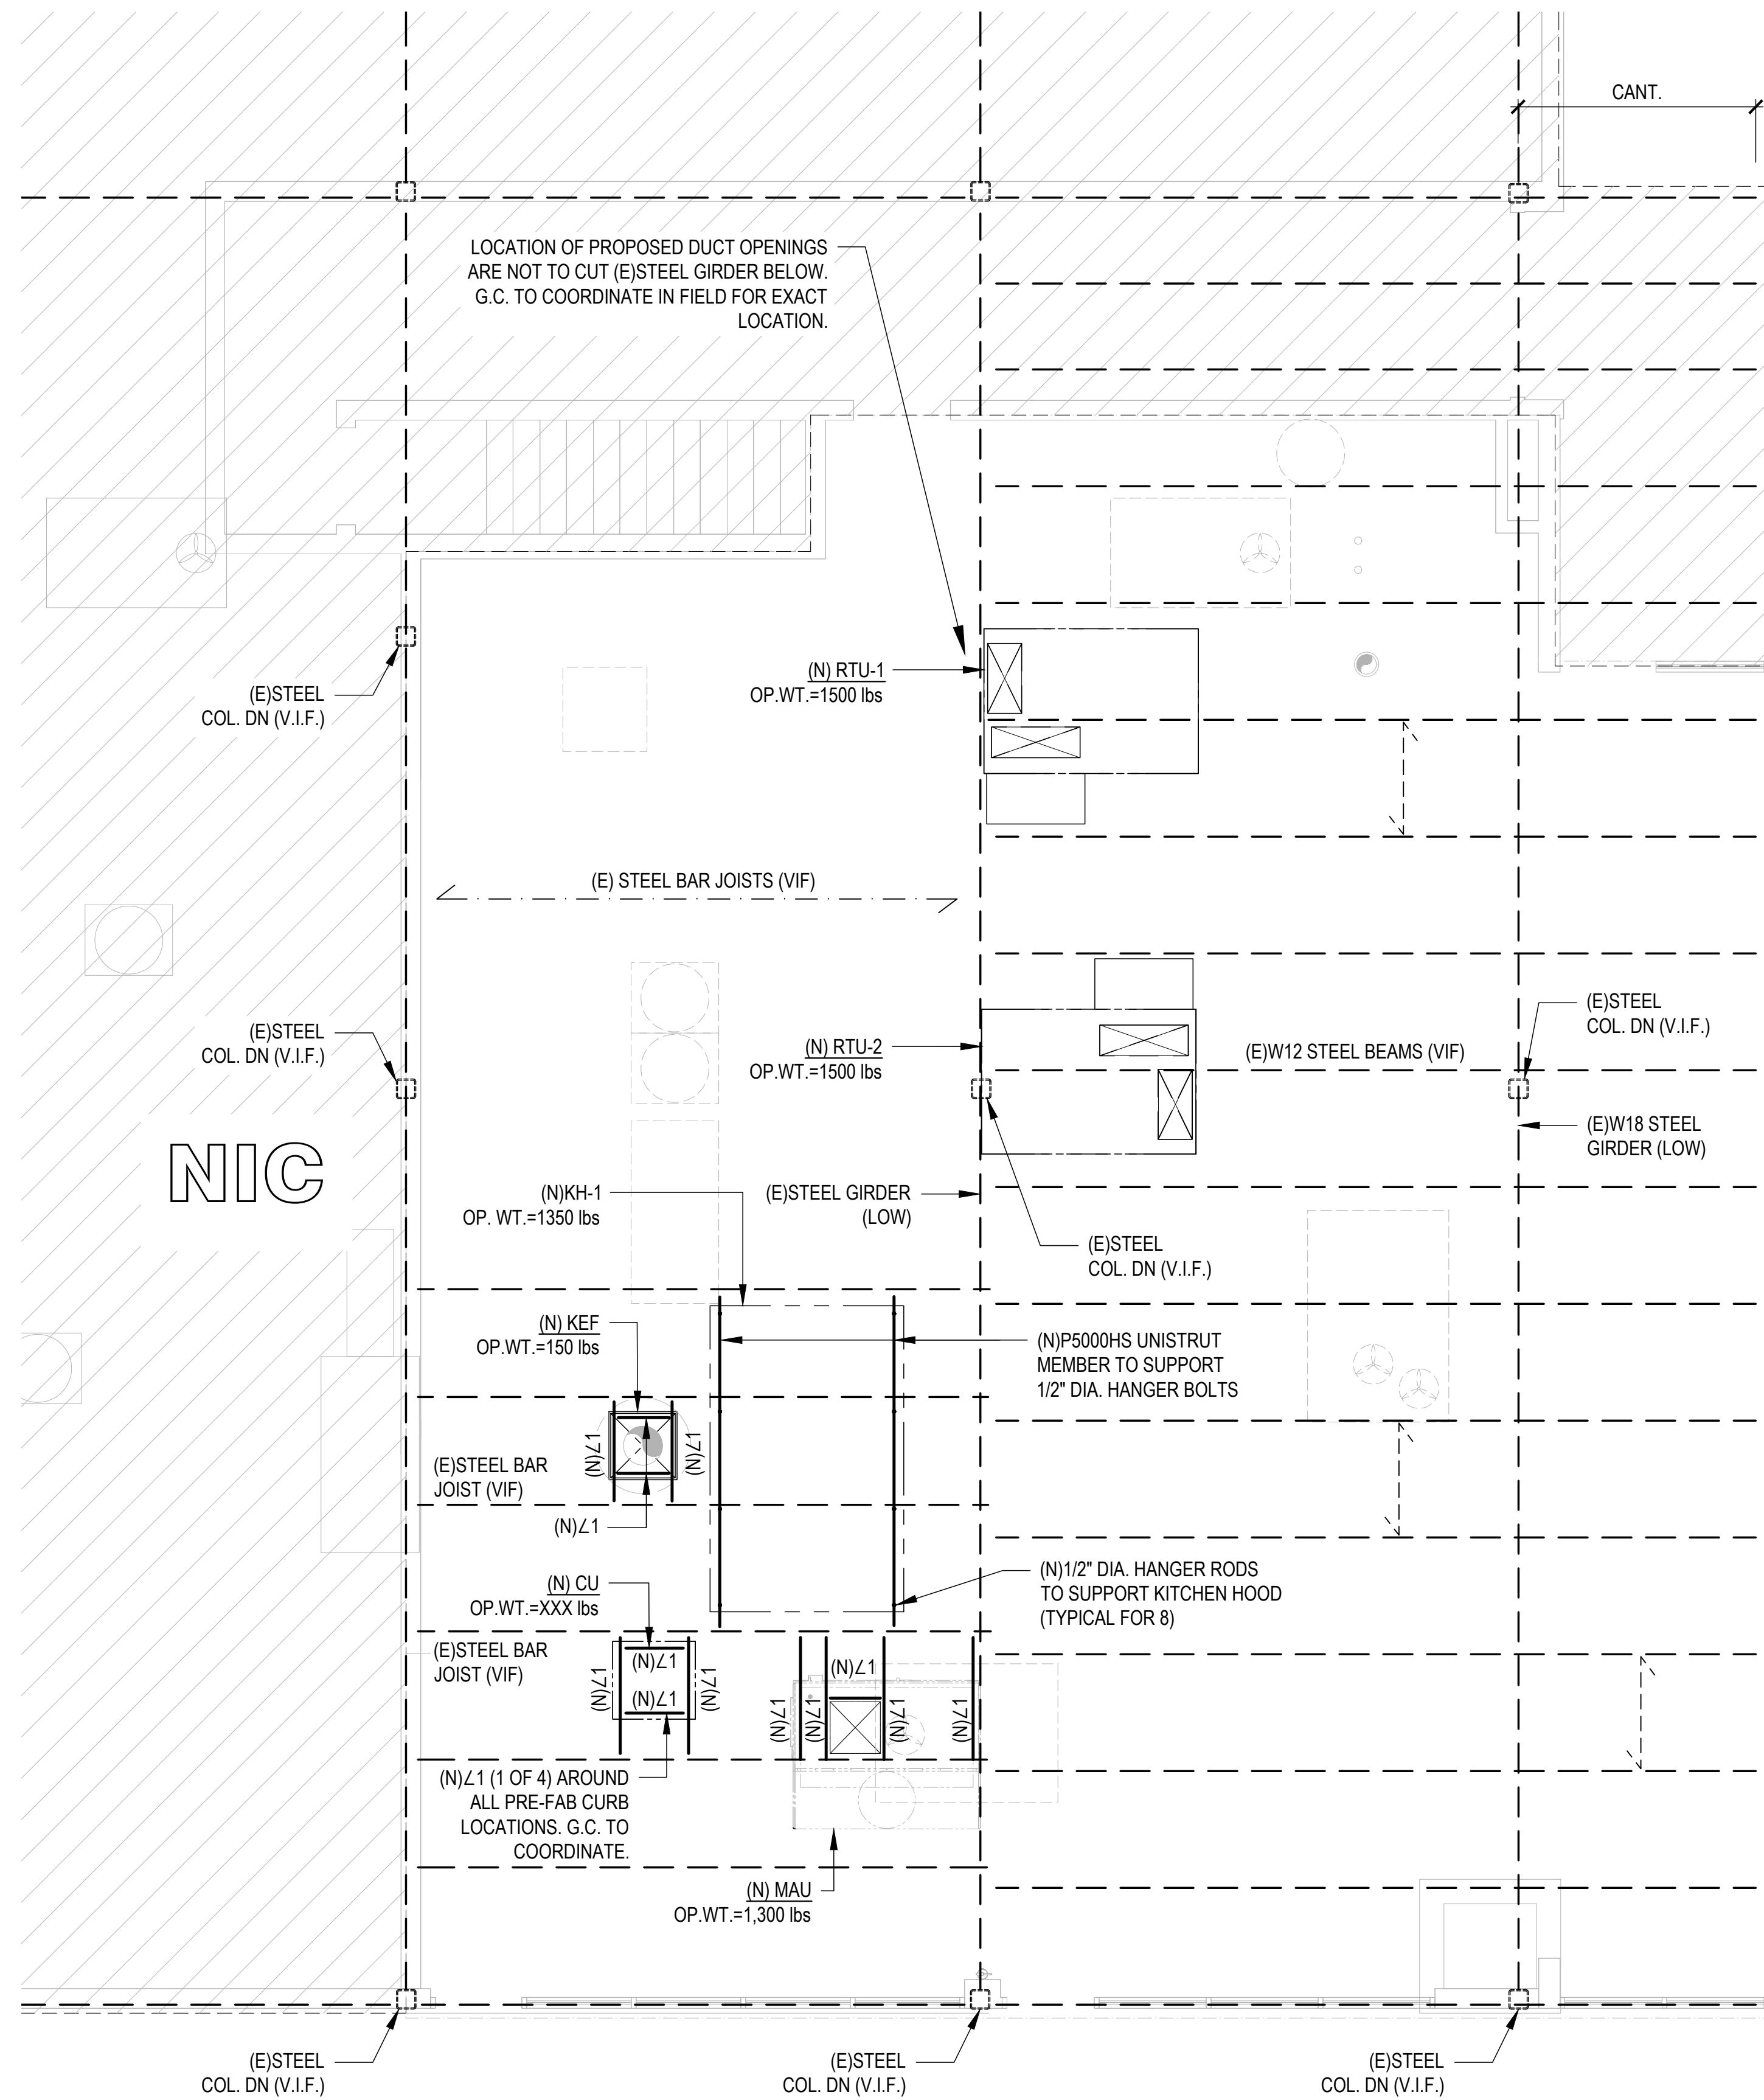 CANT.
LOCATION OF PROPOSED DUCT OPENINGS
ARE NOT TO CUT (E)STEEL GIRDER BELOW.
G.C. TO COORDINATE IN FIELD FOR EXACT
LOCATION.
(N) RTU-1
OP.WT.=1500 lbs
(E)STEEL
COL. DN (V.I.F.)
(E) STEEL BAR JOISTS (VIF)
(E)STEEL
COL. DN (V.I.F.)
(N) RTU-2
OP.WT.=1500 lbs
(E)W12 STEEL BEAMS (VIF)
(E)STEEL
COL. DN (V.I.F.)
(E)W18 STEEL
GIRDER (LOW)
NIC
(N)KH-1
OP. WT.=1350 lbs
(E)STEEL GIRDER
(LOW)
(E)STEEL
COL. DN (V.I.F.)
(N) KEF
OP.WT.=150 lbs
(N)P5000HS UNISTRUT
MEMBER TO SUPPORT
1/2" DIA. HANGER BOLTS
(N)∠1
(N)∠1
(E)STEEL BAR
JOIST (VIF)
(N)∠1
(N) CU
OP.WT.=XXX lbs
(N)1/2" DIA. HANGER RODS
TO SUPPORT KITCHEN HOOD
(TYPICAL FOR 8)
(E)STEEL BAR
JOIST (VIF)
(N)∠1
(N)∠1
(N)∠1
(N)∠1
(N)∠1
(N)∠1
(N)∠1
(N)∠1
(N)∠1
(N)∠1 (1 OF 4) AROUND
ALL PRE-FAB CURB
LOCATIONS. G.C. TO
COORDINATE.
(N) MAU
OP.WT.=1,300 lbs
(E)STEEL
COL. DN (V.I.F.)
(E)STEEL
COL. DN (V.I.F.)
(E)STEEL
COL. DN (V.I.F.)